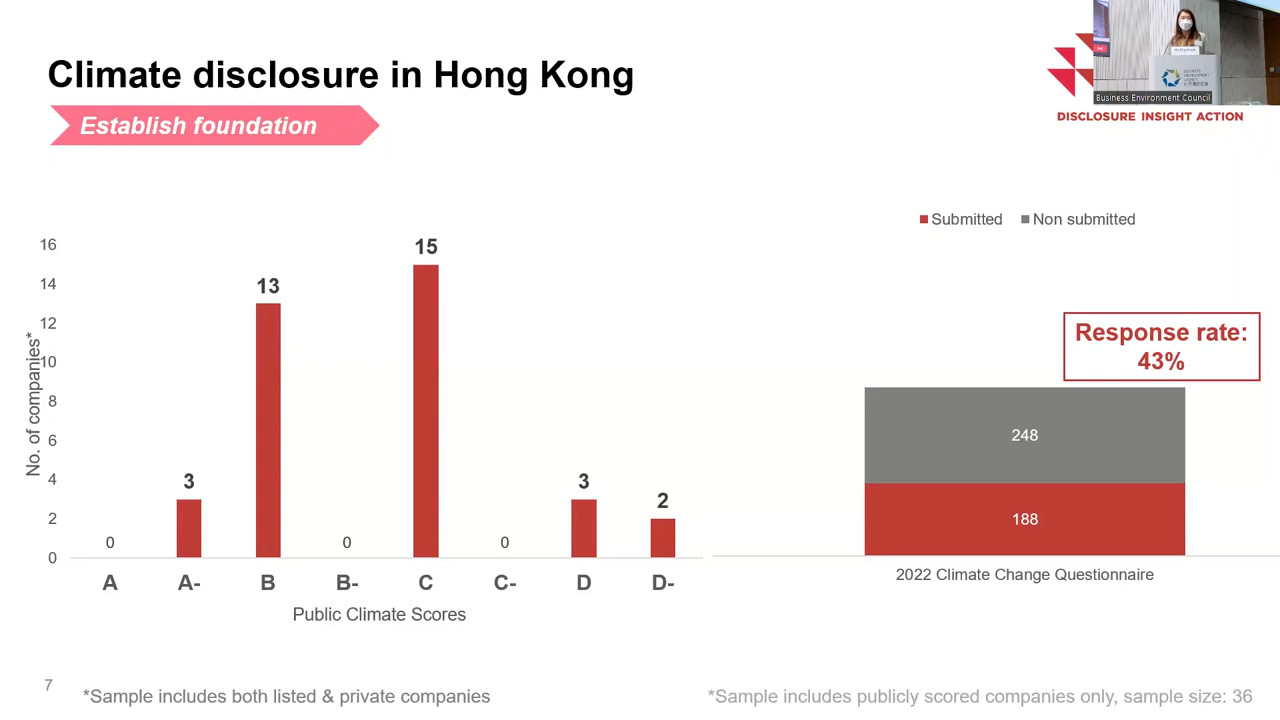 Climate disclosure in Hong Kong
Establish foundation
Business Environment Council
DISCLOSURE INSIGHT ACTION
Submitted
Non submitted
16
14
12
10
8
6
4
2
0
No. of companies*
0
3
13
0
15
0
3
2
A
A-
B
B-
C
C-
D
D-
Public Climate Scores
Response rate:
43%
248
188
2022 Climate Change Questionnaire
7
*Sample includes both listed & private companies
*Sample includes publicly scored companies only, sample size: 36